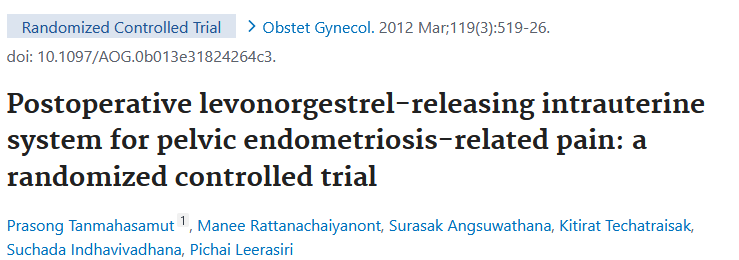 Randomized Controlled Trial > Obstet Gynecol. 2012 Mar;119(3):519-26.
doi: 10.1097/AOG.0b013e31824264c3.
Postoperative levonorgestrel-releasing intrauterine
system for pelvic endometriosis-related pain: a
randomized controlled trial
Prasong Tanmahasamut 1, Manee Rattanachaiyanont, Surasak Angsuwathana, Kitirat Techatraisak,
Suchada Indhavivadhana, Pichai Leerasiri